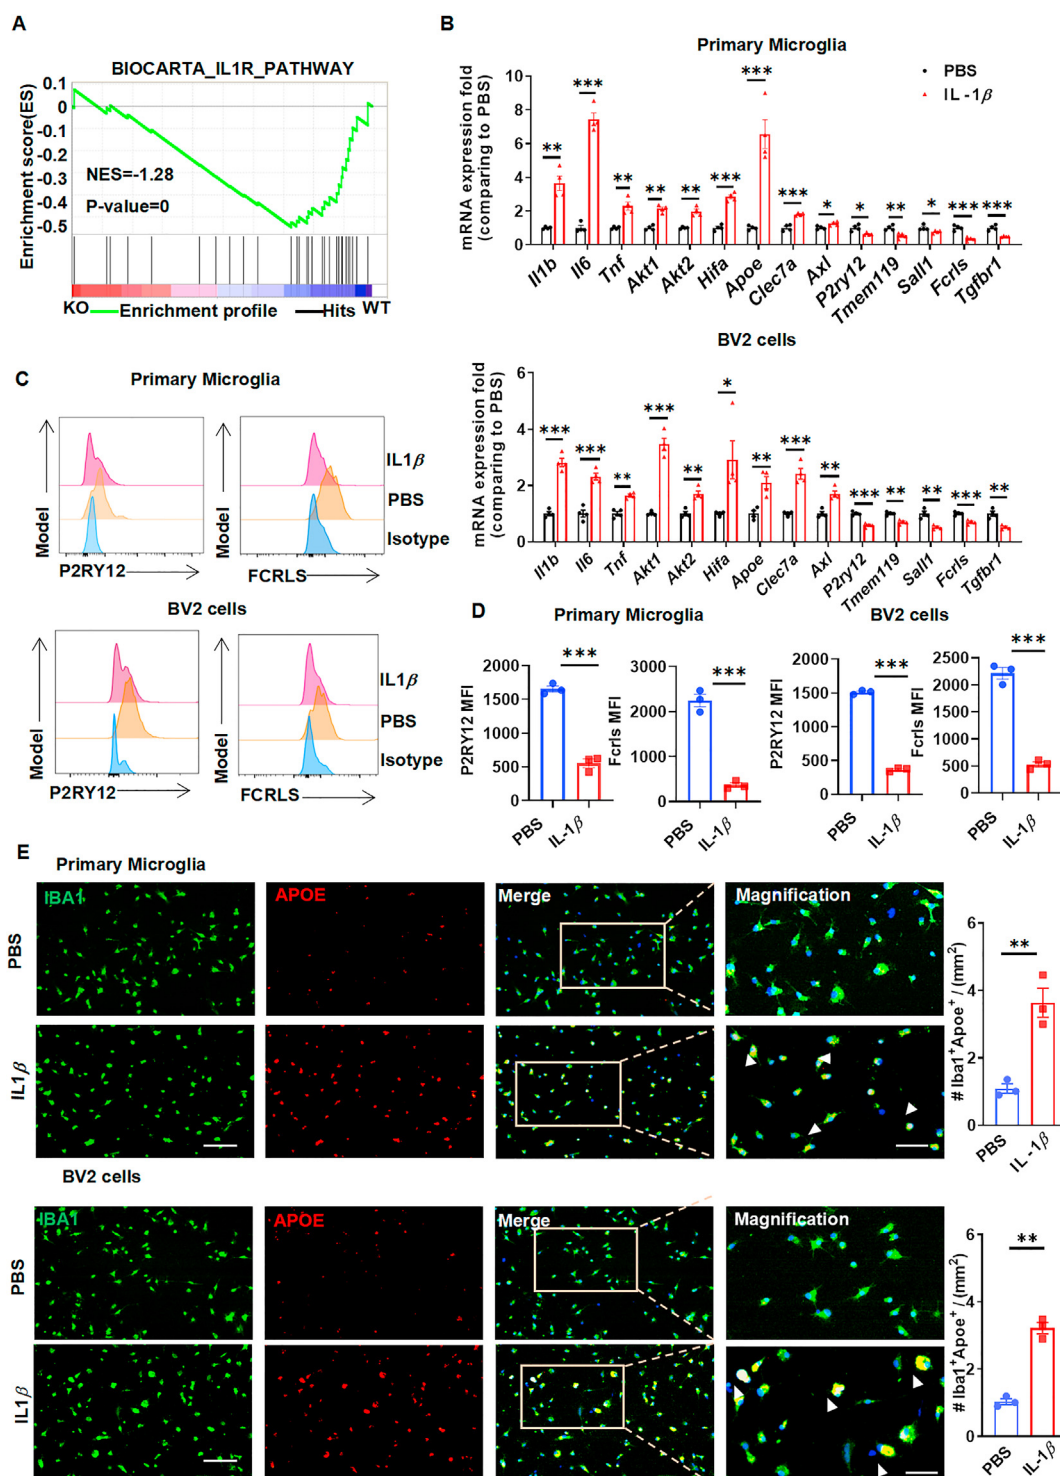 A
BIOCARTA_IL1R_PATHWAY
Enrichment score(ES)
0.1
0
-0.1
-0.2
-0.3
-0.4
-0.5
NES=-1.28
P-value=0
KO Enrichment profile Hits WT
B
Primary Microglia
mRNA expression fold
(comparing to PBS)
10
8
6
4
2
0
PBS
IL-1β
** *** ** ** ** *** *** *** * * ** * *** ***
Il1b Il6 Tnf Akt1 Akt2 Hifa Apoe Clec7a Axl P2ry12 Tmem119 Sall1 Fcrls Tgfbr1
BV2 cells
mRNA expression fold
(comparing to PBS)
6
4
2
0
*** *** ** *** ** * ** *** ** *** ** ** *** **
Il1b Il6 Tnf Akt1 Akt2 Hifa Apoe Clec7a Axl P2ry12 Tmem119 Sall1 Fcrls Tgfbr1
C
Primary Microglia
Model
Model
IL1β
PBS
Isotype
P2RY12
FCRLS
BV2 cells
Model
Model
IL1β
PBS
Isotype
P2RY12
FCRLS
D
Primary Microglia
P2RY12 MFI
2000
1500
1000
500
0
***
PBS IL-1β
Fcrls MFI
3000
2000
1000
0
***
PBS IL-1β
BV2 cells
P2RY12 MFI
2000
1500
1000
500
0
***
PBS IL-1β
Fcrls MFI
2500
2000
1500
1000
500
0
***
PBS IL-1β
E
Primary Microglia
IBA1 APOE Merge Magnification
PBS
IL1β
# Iba1+Apoe+ / (mm2)
6
4
2
0
**
PBS IL-1β
BV2 cells
IBA1 APOE Merge Magnification
PBS
IL1β
# Iba1+Apoe+ / (mm2)
6
4
2
0
**
PBS IL-1β